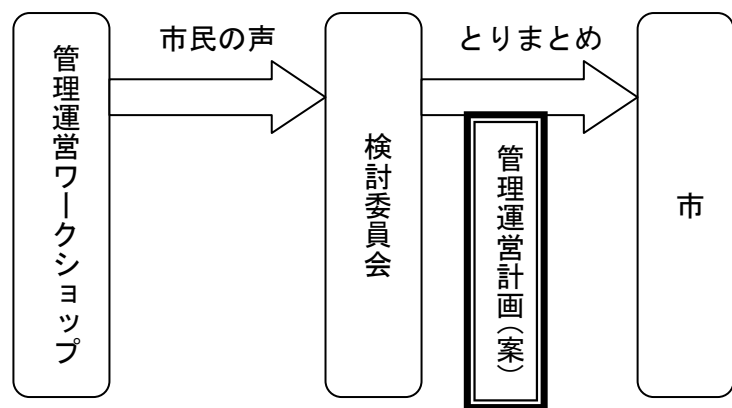 管理運営ワークショップ
市民の声
検討委員会
とりまとめ
管理運営計画(案)
市